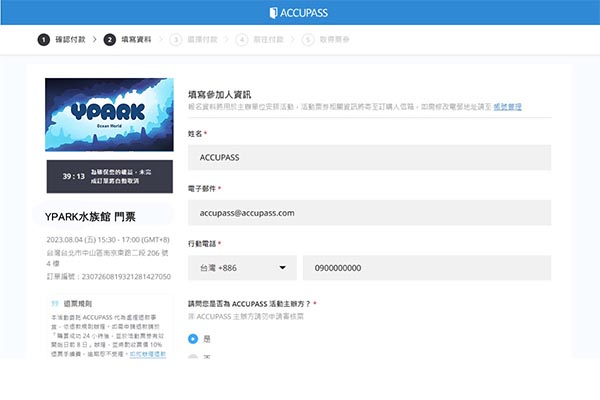 ACCUPASS
1 確認付款 > 2 填寫資料 > 3 選擇付款 > 4 前往付款 > 5 取得票券
YPARK
Ocean World
39 : 13 為確保您的權益，未完
成訂單將自動取消
YPARK水族館 門票
2023.08.04 (五) 15:30 - 17:00 (GMT+8)
台灣台北市中山區南京東路二段 206 號
4 樓
訂單編號：2307260819321281427050
退票規則
本活動委託 ACCUPASS 代為處理退款事
宜，依退款規則辦理，如需申請退款請於
「購票成功 24 小時後，並於活動票券有效
開始日前 8 日」辦理，並將酌收票價 10%
退票手續費，逾期恕不受理。如何辦理退款
填寫參加人資訊
報名資料將用於主辦單位安排活動，活動票券相關資訊將寄至訂購人信箱，如需修改電郵地址請至 帳號管理
姓名 *
ACCUPASS
電子郵件 *
accupass@accupass.com
行動電話 *
台灣 +886
0900000000
請問您是否為 ACCUPASS 活動主辦方？ *
非 ACCUPASS 主辦方請勿申請審核票
是
否